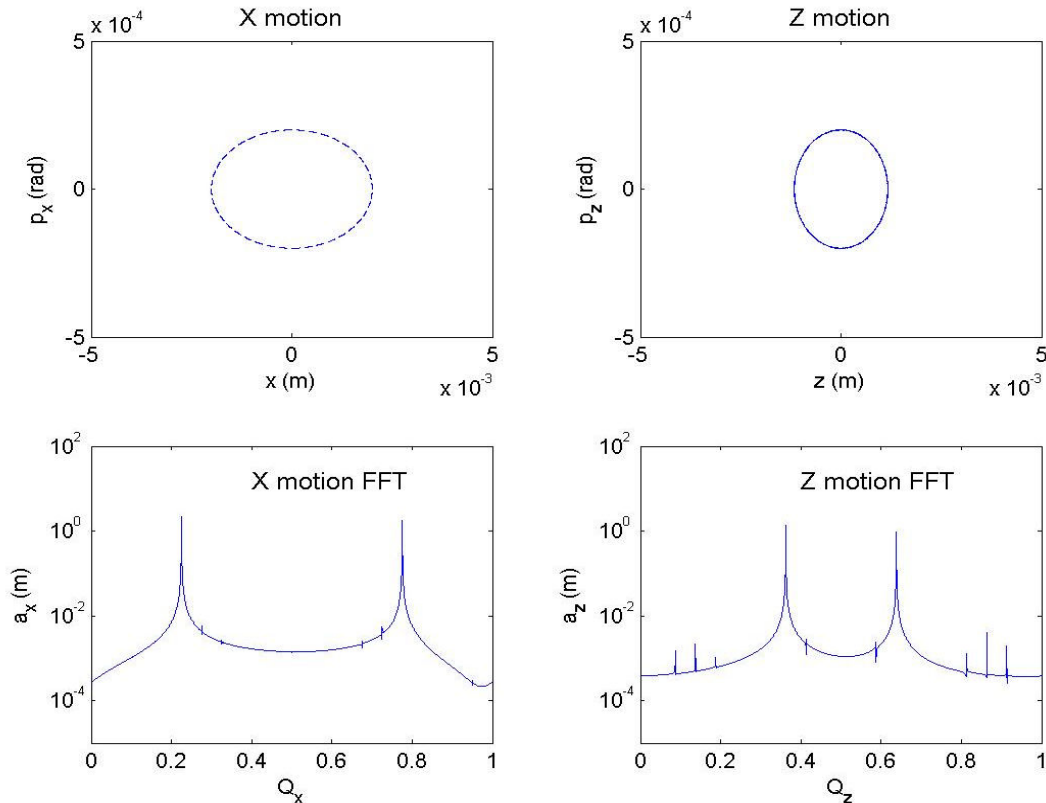 X motion
x 10^-4
5
0
-5
p_x (rad)
-5 0 5
x (m)
x 10^-3
Z motion
x 10^-4
5
0
-5
p_z (rad)
-5 0 5
z (m)
x 10^-3
X motion FFT
10^2
10^0
10^-2
10^-4
a_x (m)
0 0.2 0.4 0.6 0.8 1
Q_x
Z motion FFT
10^2
10^0
10^-2
10^-4
a_z (m)
0 0.2 0.4 0.6 0.8 1
Q_z